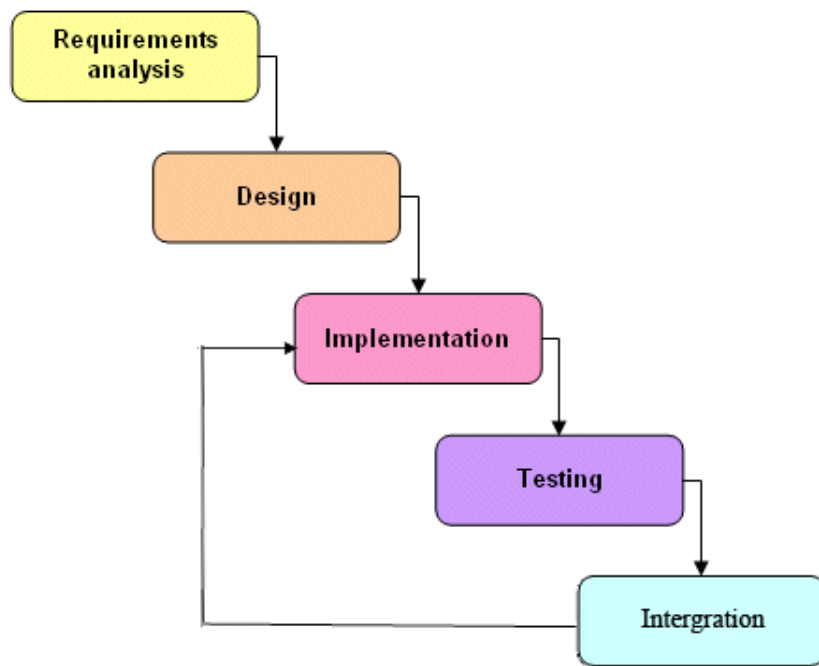 Requirements
analysis
Design
Implementation
Testing
Intergration